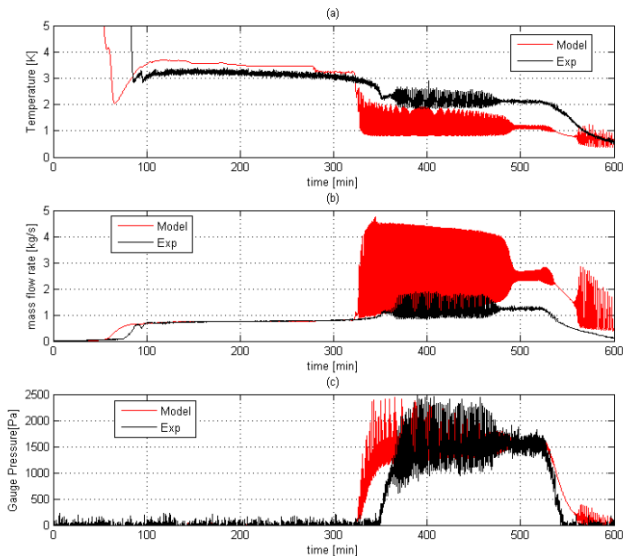 (a)
Temperature [K]
5
4
3
2
1
0
Model
Exp
0 100 200 300 400 500 600
time [min]
(b)
mass flow rate [kg/s]
5
4
3
2
1
0
Model
Exp
0 100 200 300 400 500 600
time [min]
(c)
Gauge Pressure[Pa]
2500
2000
1500
1000
500
0
Model
Exp
0 100 200 300 400 500 600
time [min]